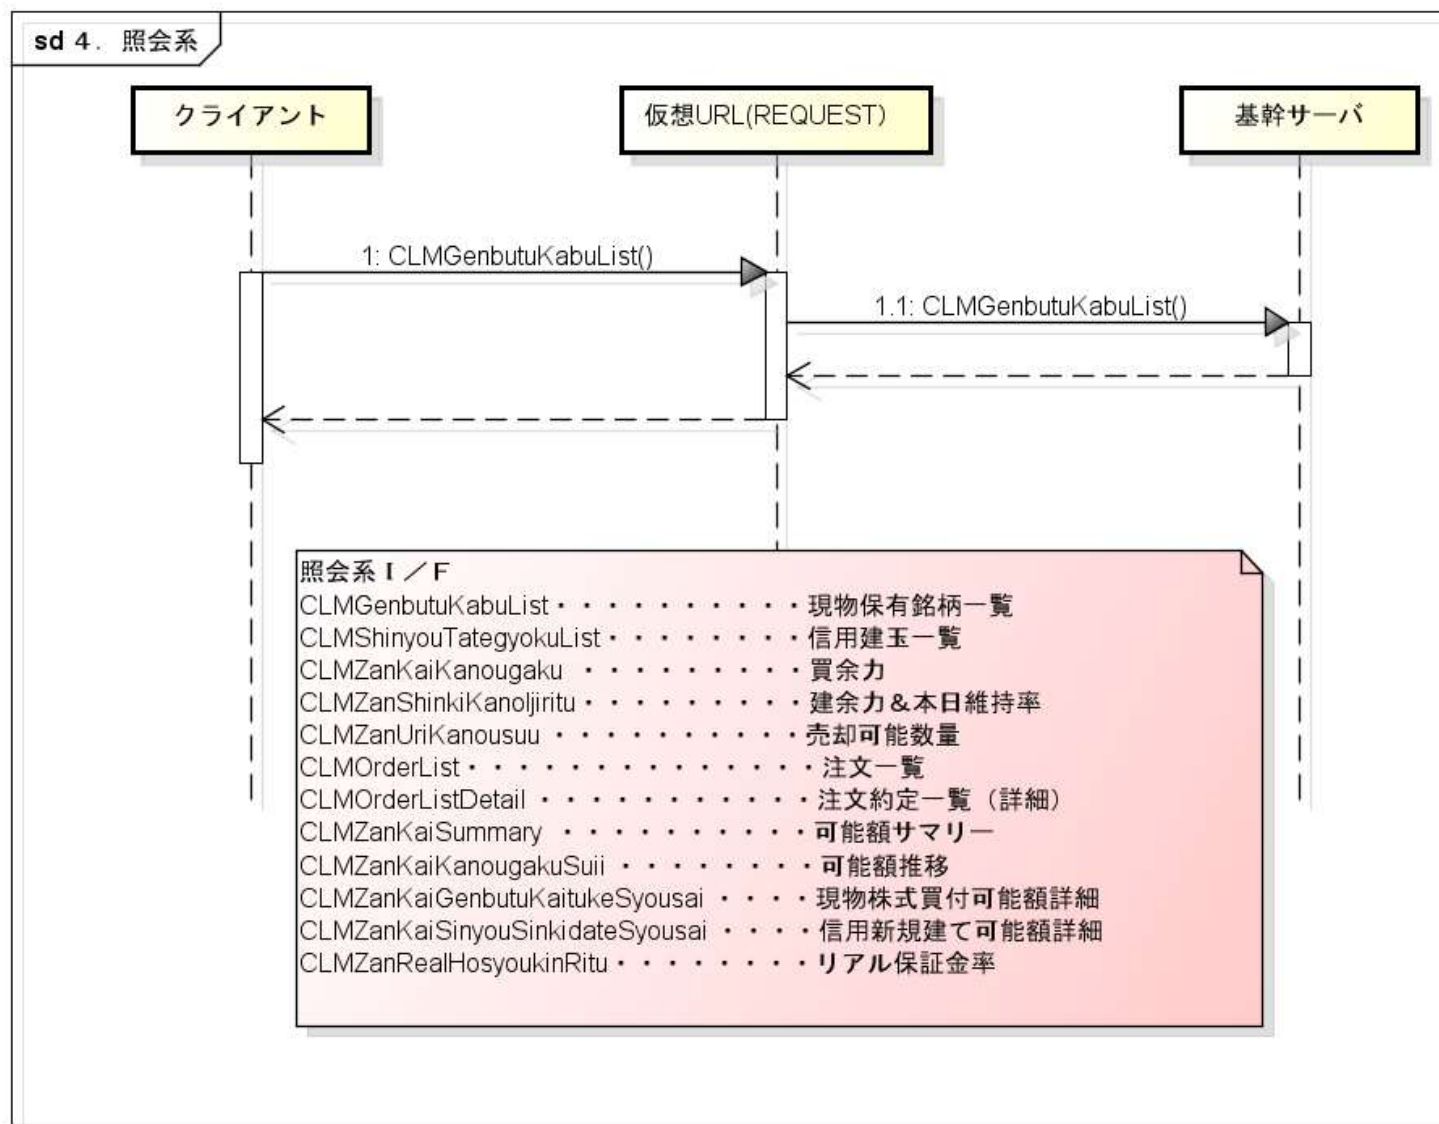 sd 4. 照会系
クライアント
仮想URL(REQUEST)
基幹サーバ
1: CLMGenbutuKabuList()
1.1: CLMGenbutuKabuList()
照会系Ｉ／Ｆ
CLMGenbutuKabuList・・・・・・・・・・現物保有銘柄一覧
CLMShinyouTategyokuList・・・・・・・・信用建玉一覧
CLMZanKaiKanougaku ・・・・・・・・・買余力
CLMZanShinkiKanoIjiritu・・・・・・・・・建余力＆本日維持率
CLMZanUriKanousuu ・・・・・・・・・・売却可能数量
CLMOrderList・・・・・・・・・・・・・・注文一覧
CLMOrderListDetail ・・・・・・・・・・・注文約定一覧（詳細）
CLMZanKaiSummary ・・・・・・・・・・可能額サマリー
CLMZanKaiKanougakuSuii ・・・・・・・・可能額推移
CLMZanKaiGenbutuKaitukeSyousai ・・・・現物株式買付可能額詳細
CLMZanKaiSinyouSinkidateSyousai ・・・・信用新規建て可能額詳細
CLMZanRealHosyoukinRitu・・・・・・・・リアル保証金率